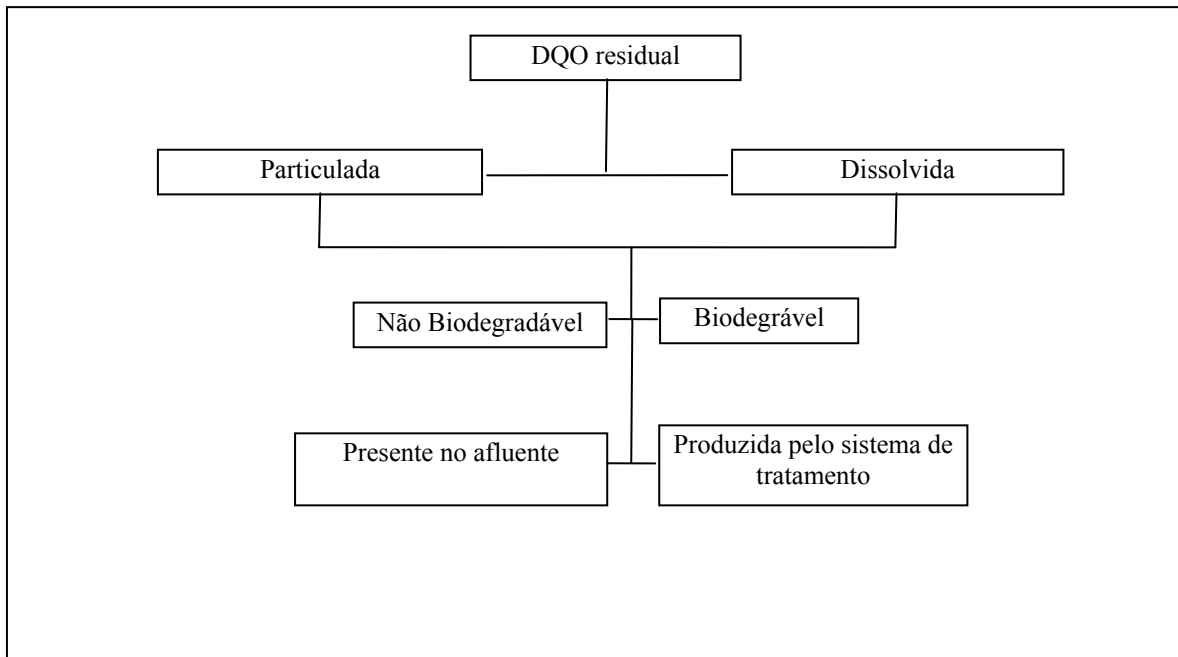 DQO residual
Particulada
Dissolvida
Não Biodegradável
Biodegrável
Presente no afluente
Produzida pelo sistema de
tratamento